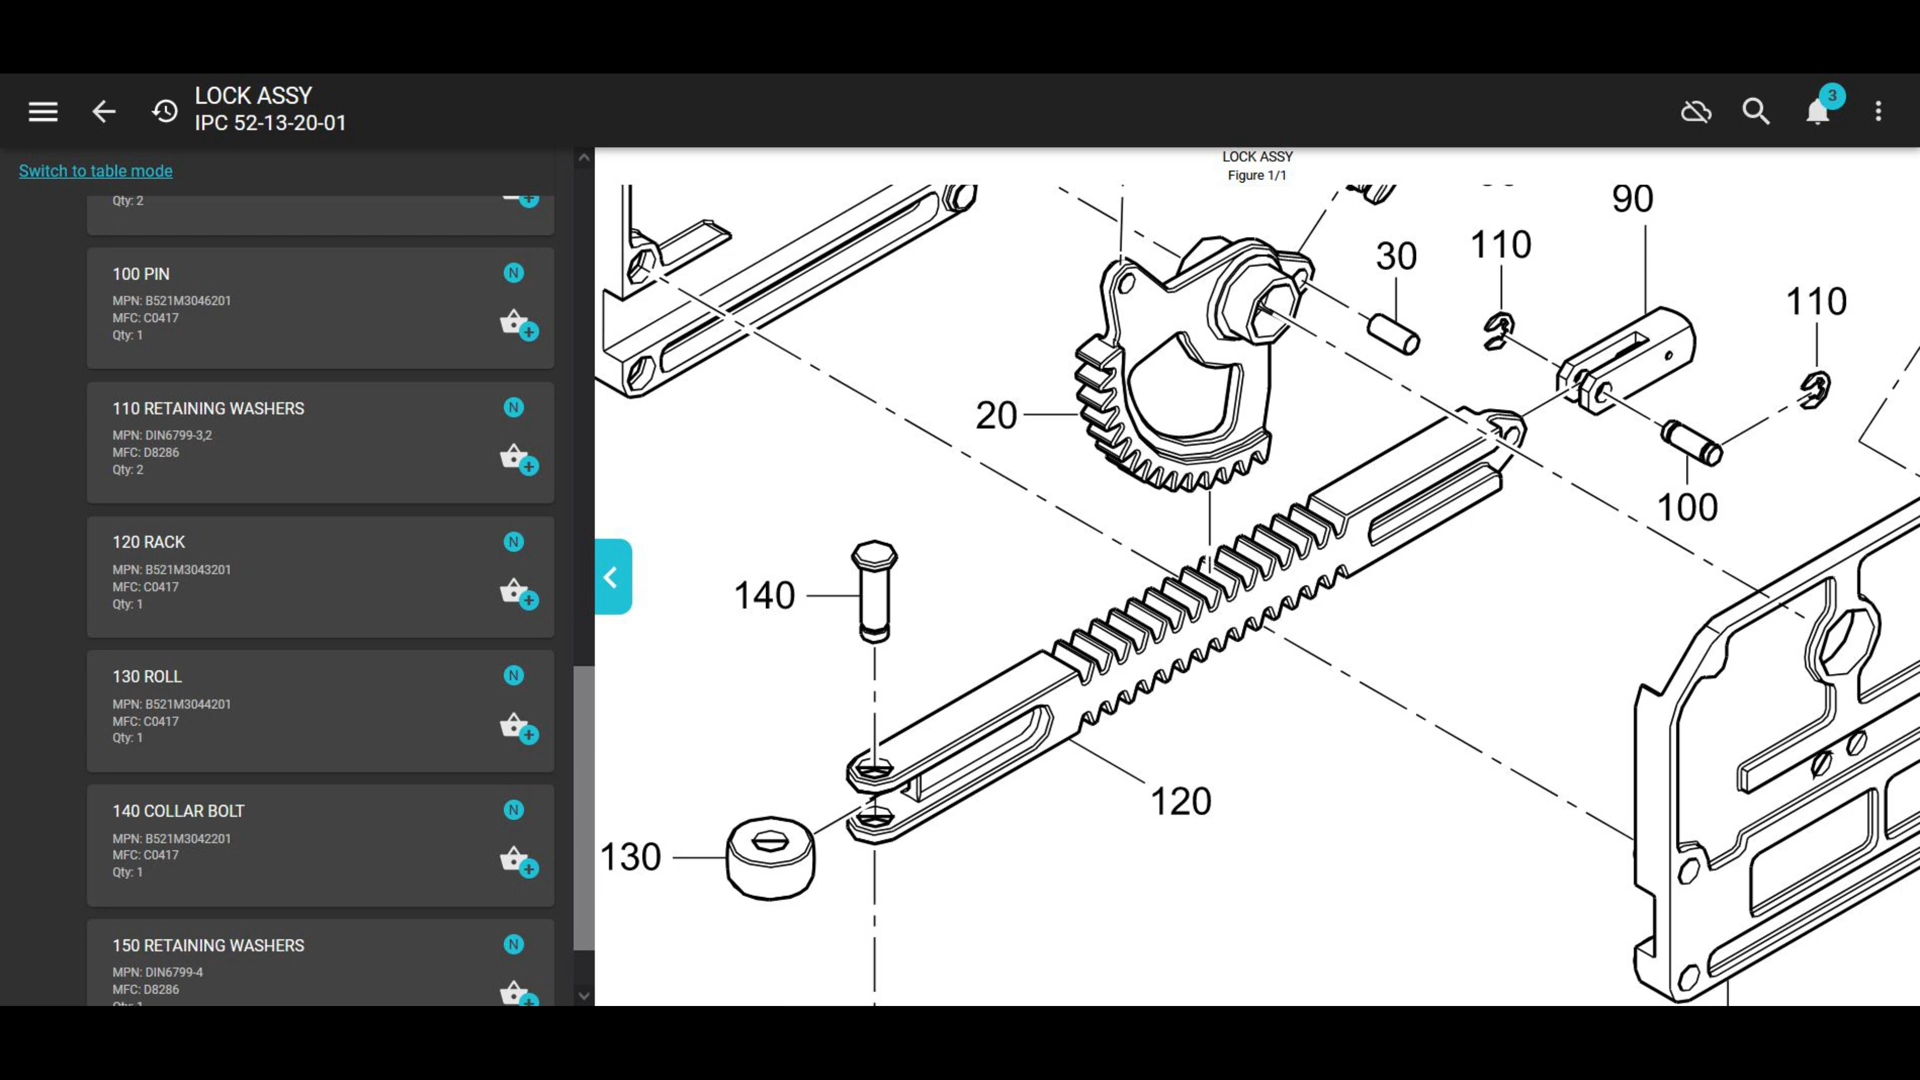 LOCK ASSY
IPC 52-13-20-01
3
Switch to table mode
Qty: 2
100 PIN
N
MPN: B521M3046201
MFC: C0417
Qty: 1
110 RETAINING WASHERS
N
MPN: DIN6799-3,2
MFC: D8286
Qty: 2
120 RACK
N
MPN: B521M3043201
MFC: C0417
Qty: 1
130 ROLL
N
MPN: B521M3044201
MFC: C0417
Qty: 1
140 COLLAR BOLT
N
MPN: B521M3042201
MFC: C0417
Qty: 1
150 RETAINING WASHERS
N
MPN: DIN6799-4
MFC: D8286
LOCK ASSY
Figure 1/1
90
110
30
110
20
100
140
120
130